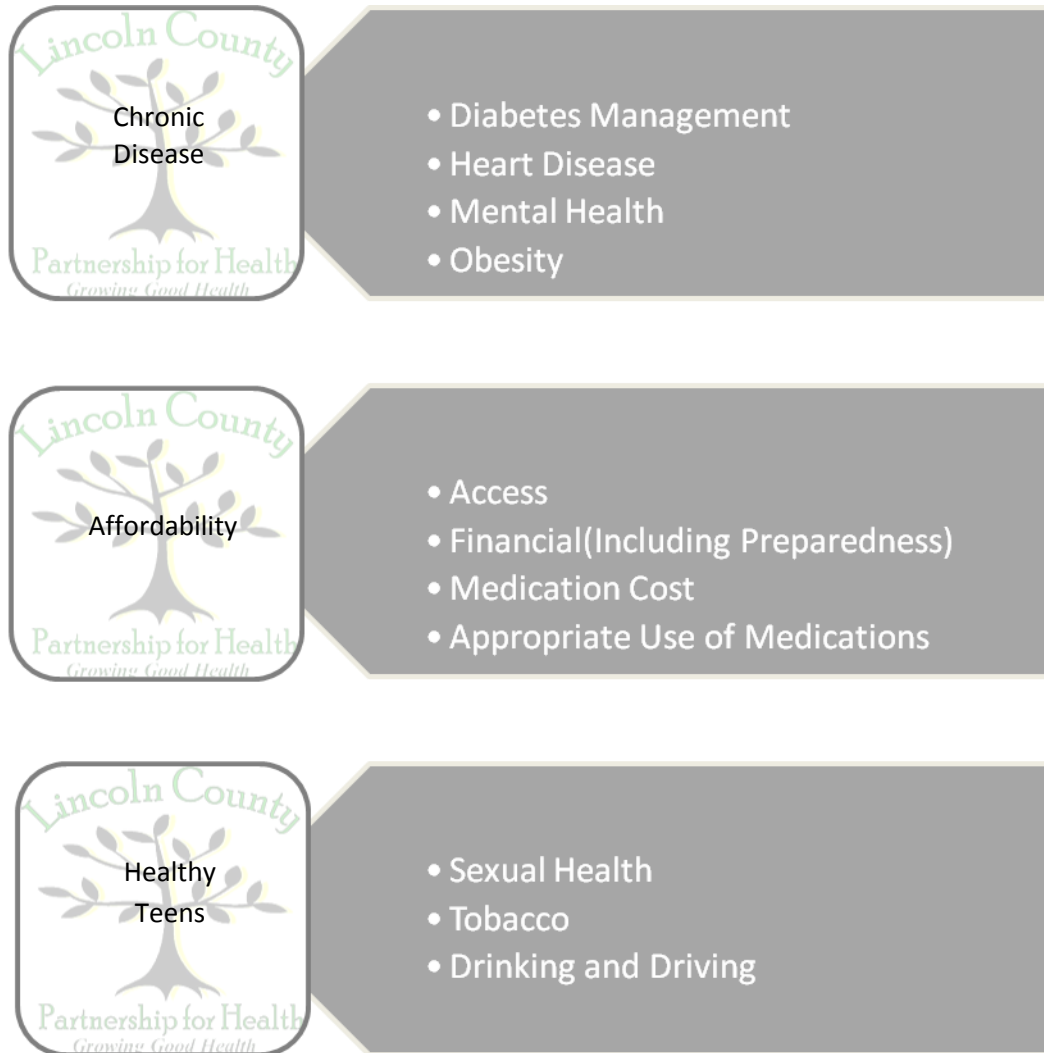 Lincoln County
Chronic
Disease
Partnership for Health
Growing Good Health
• Diabetes Management
• Heart Disease
• Mental Health
• Obesity
Lincoln County
Affordability
Partnership for Health
Growing Good Health
• Access
• Financial(Including Preparedness)
• Medication Cost
• Appropriate Use of Medications
Lincoln County
Healthy
Teens
Partnership for Health
Growing Good Health
• Sexual Health
• Tobacco
• Drinking and Driving